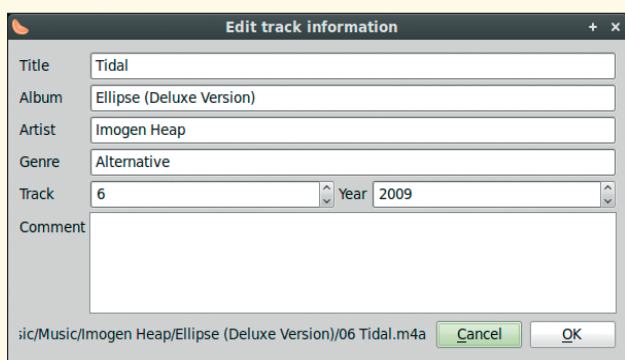 Edit track information
Title Tidal
Album Ellipse (Deluxe Version)
Artist Imogen Heap
Genre Alternative
Track 6 Year 2009
Comment
sic/Music/Imogen Heap/Ellipse (Deluxe Version)/06 Tidal.m4a Cancel OK